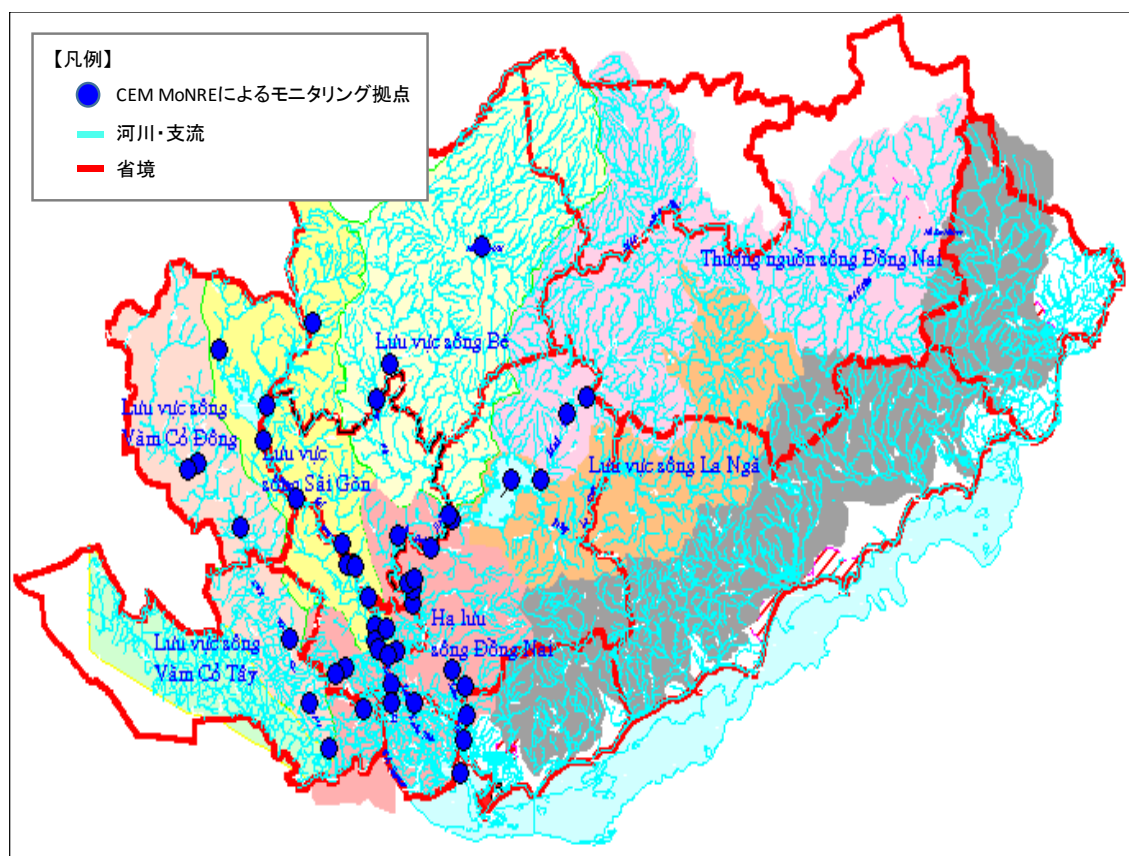 【凡例】
CEM MoNREによるモニタリング拠点
河川・支流
省境
Thượng nguồn sông Đồng Nai
Lưu vực sông Bé
Lưu vực sông
Vàm Cỏ Đông
Lưu vực
sông Sài Gòn
Lưu vực sông La Ngà
Hạ lưu
sông Đồng Nai
Lưu vực sông
Vàm Cỏ Tây